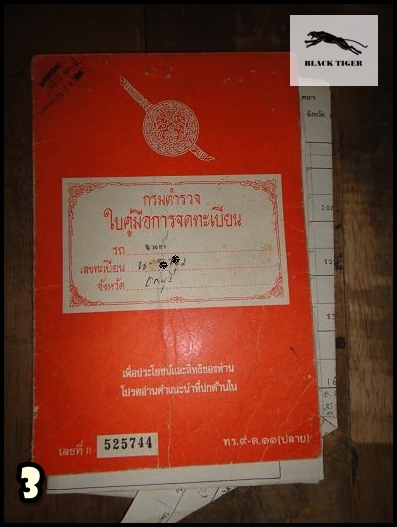 BLACK TIGER
กรมตำรวจ
ใบคู่มือการจดทะเบียน
รถ
เลขทะเบียน
จังหวัด
เพื่อประโยชน์และสิทธิของท่าน
โปรดอ่านคำแนะนำที่ปกด้านใน
เลขที่ ก 525744
ทร.๙-ต.๑๑(ปลาย)
จังหวัด
3